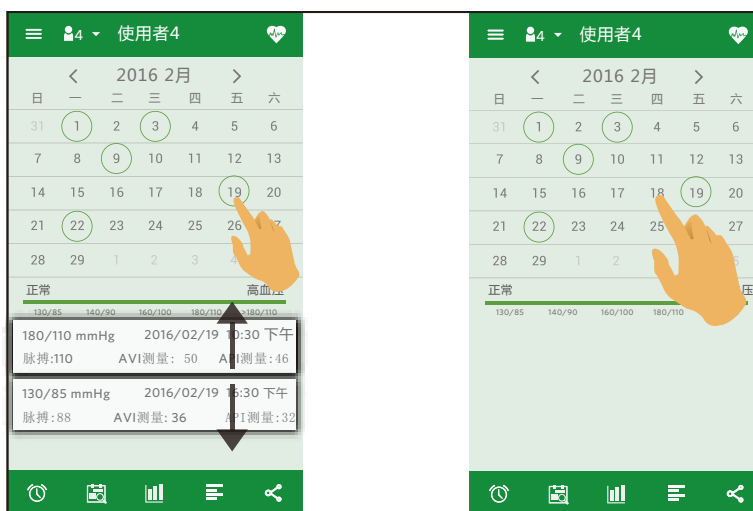 4 使用者4
2016 2月
日 一 二 三 四 五 六
31 1 2 3 4 5 6
7 8 9 10 11 12 13
14 15 16 17 18 19 20
21 22 23 24 25 26
28 29 1 2 3 4
正常 高血压
130/85 140/90 160/100 180/110 >180/110
180/110 mmHg 2016/02/19 10:30 下午
脉搏:110 AVI测量: 50 API测量:46
130/85 mmHg 2016/02/19 16:30 下午
脉搏:88 AVI测量: 36 API测量:32
4 使用者4
2016 2月
日 一 二 三 四 五 六
31 1 2 3 4 5 6
7 8 9 10 11 12 13
14 15 16 17 18 19 20
21 22 23 24 25 27
28 29 1 2
正常 压
130/85 140/90 160/100 180/110